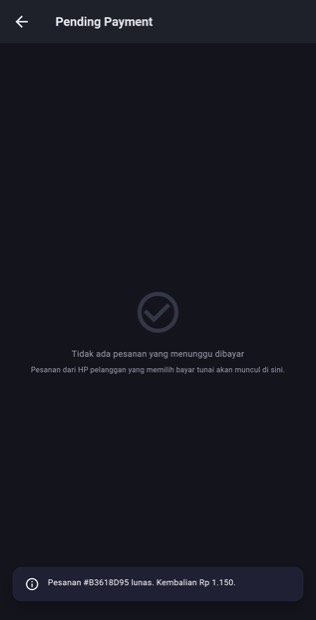 Pending Payment
Tidak ada pesanan yang menunggu dibayar
Pesanan dari HP pelanggan yang memilih bayar tunai akan muncul di sini.
Pesanan #B3618D95 lunas. Kembalian Rp 1.150.